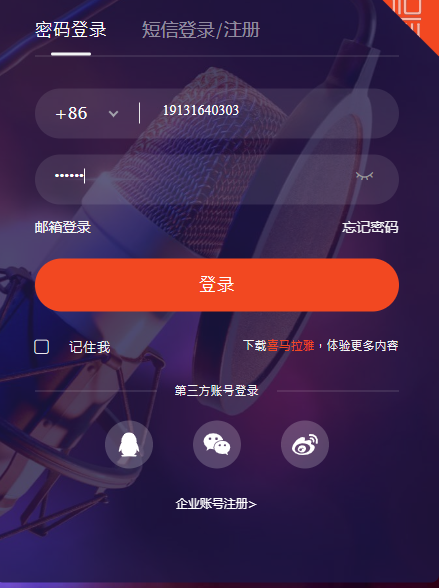 密码登录 短信登录/注册
+86 19131640303
••••••
邮箱登录 忘记密码
登录
记住我 下载喜马拉雅，体验更多内容
第三方账号登录
企业账号注册>